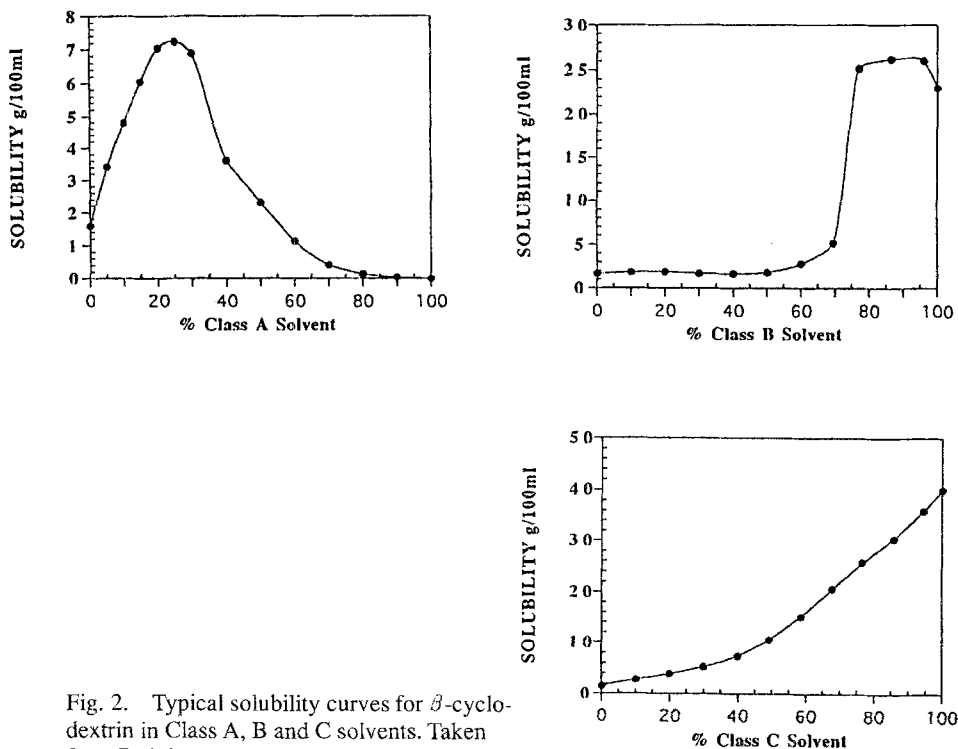 8
7
6
5
4
3
2
1
0
SOLUBILITY g/100ml
0 20 40 60 80 100
% Class A Solvent
30
25
20
15
10
5
0
SOLUBILITY g/100ml
0 20 40 60 80 100
% Class B Solvent
50
40
30
20
10
0
SOLUBILITY g/100ml
0 20 40 60 80 100
% Class C Solvent
Fig. 2. Typical solubility curves for β-cyclo-
dextrin in Class A, B and C solvents. Taken